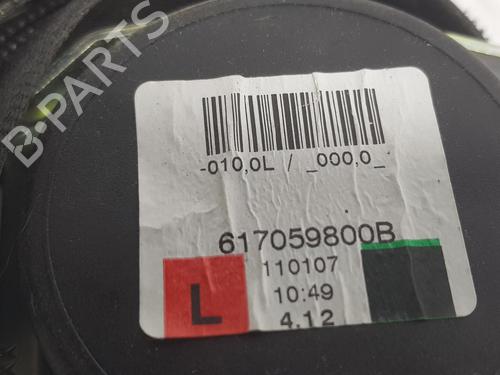 B-PARTS
-010,0L / _000,0_
617059800B
110107
10:49
L
4.12